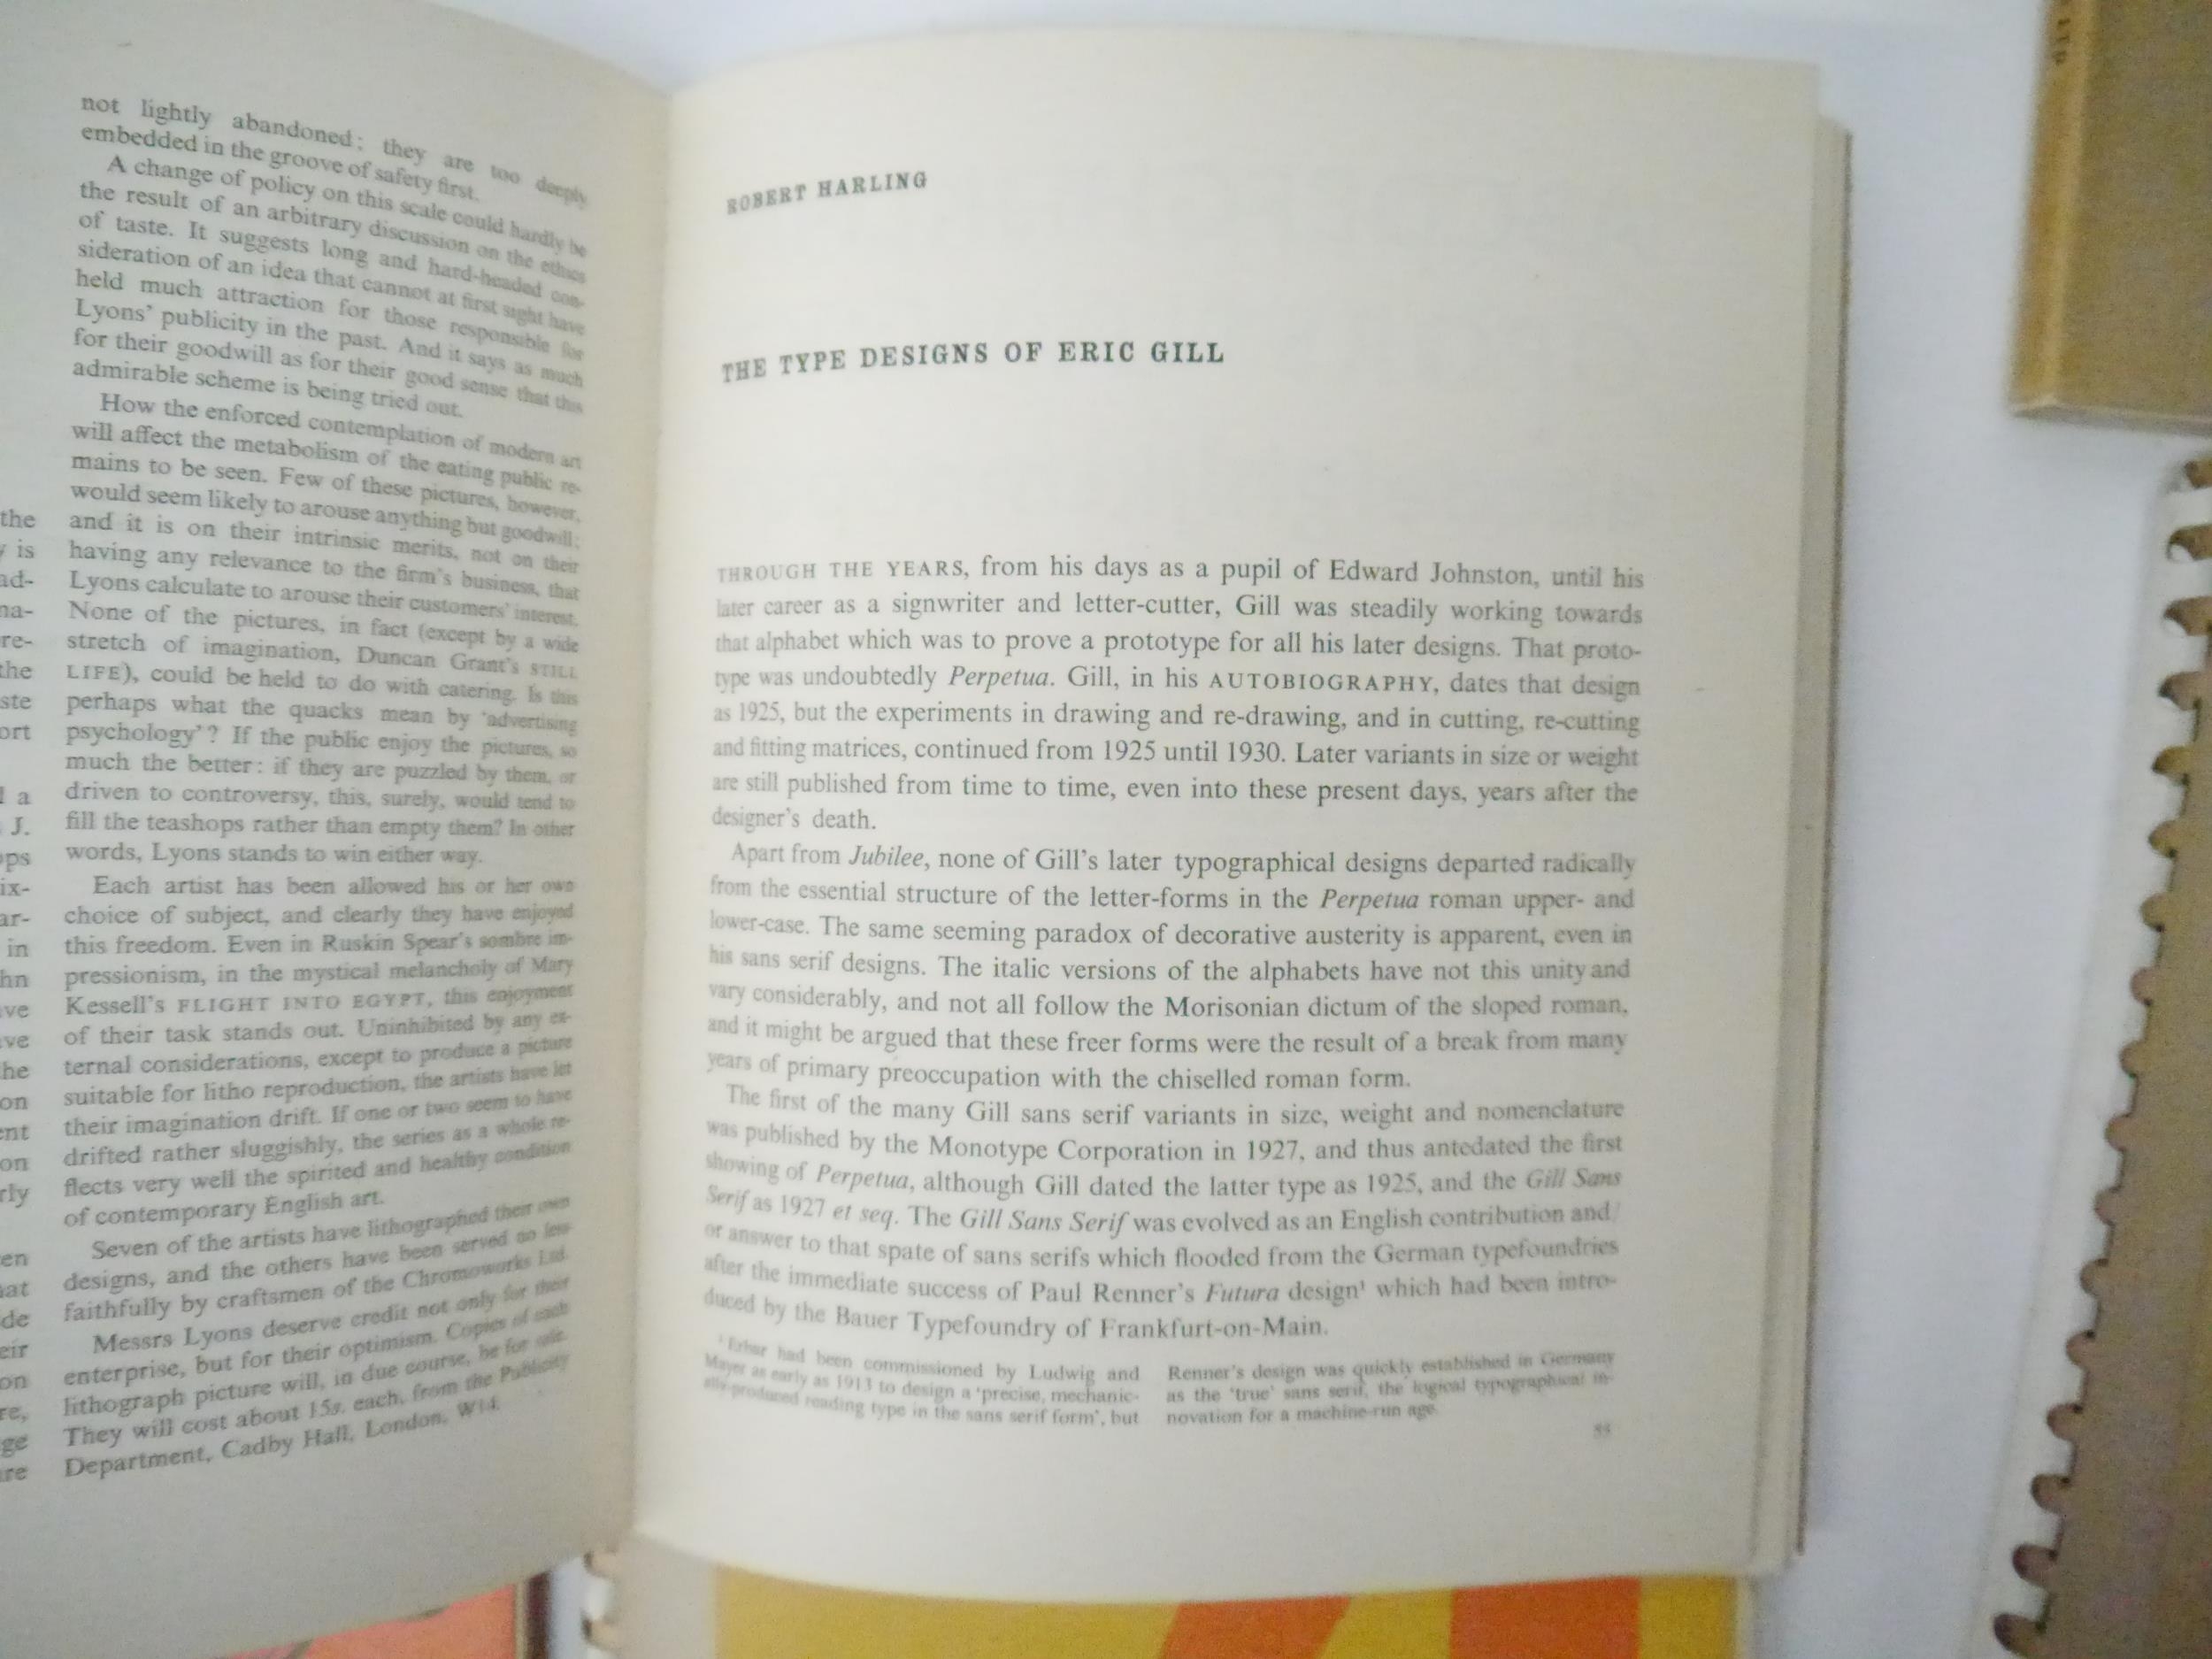 the
is
ad-
na-
re-
the
ste
ort
a
J.
ops
ix-
ar-
in
hn
ve
ve
he
on
ent
on
rly
en
hat
de
eir
on
re,
ge
are
not lightly abandoned; they are too deeply
embedded in the groove of safety first.
A change of policy on this scale could hardly be
the result of an arbitrary discussion on the ethics
of taste. It suggests long and hard-headed con-
sideration of an idea that cannot at first sight have
held much attraction for those responsible for
Lyons' publicity in the past. And it says as much
for their goodwill as for their good sense that this
admirable scheme is being tried out.
How the enforced contemplation of modern art
will affect the metabolism of the eating public re-
mains to be seen. Few of these pictures, however,
would seem likely to arouse anything but goodwill;
and it is on their intrinsic merits, not on their
having any relevance to the firm's business, that
Lyons calculate to arouse their customers' interest.
None of the pictures, in fact (except by a wide
stretch of imagination, Duncan Grant's STILL
LIFE), could be held to do with catering. Is this
perhaps what the quacks mean by 'advertising
psychology'? If the public enjoy the pictures, so
much the better: if they are puzzled by them, or
driven to controversy, this, surely, would tend to
fill the teashops rather than empty them? In other
words, Lyons stands to win either way.
Each artist has been allowed his or her own
choice of subject, and clearly they have enjoyed
this freedom. Even in Ruskin Spear's sombre im-
pressionism, in the mystical melancholy of Mary
Kessell's FLIGHT INTO EGYPT, this enjoyment
of their task stands out. Uninhibited by any ex-
ternal considerations, except to produce a picture
suitable for litho reproduction, the artists have let
their imagination drift. If one or two seem to have
drifted rather sluggishly, the series as a whole re-
flects very well the spirited and healthy condition
of contemporary English art.
Seven of the artists have lithographed their own
designs, and the others have been served no less
faithfully by craftsmen of the Chromoworks Ltd.
Messrs Lyons deserve credit not only for their
enterprise, but for their optimism. Copies of each
lithograph picture will, in due course, be for sale.
They will cost about 15s. each, from the Publicity
Department, Cadby Hall, London, W14.
ROBERT HARLING
THE TYPE DESIGNS OF ERIC GILL
THROUGH THE YEARS, from his days as a pupil of Edward Johnston, until his
later career as a signwriter and letter-cutter, Gill was steadily working towards
that alphabet which was to prove a prototype for all his later designs. That proto-
type was undoubtedly Perpetua. Gill, in his AUTOBIOGRAPHY, dates that design
as 1925, but the experiments in drawing and re-drawing, and in cutting, re-cutting
and fitting matrices, continued from 1925 until 1930. Later variants in size or weight
are still published from time to time, even into these present days, years after the
designer's death.
Apart from Jubilee, none of Gill's later typographical designs departed radically
from the essential structure of the letter-forms in the Perpetua roman upper- and
lower-case. The same seeming paradox of decorative austerity is apparent, even in
his sans serif designs. The italic versions of the alphabets have not this unity and
vary considerably, and not all follow the Morisonian dictum of the sloped roman,
and it might be argued that these freer forms were the result of a break from many
years of primary preoccupation with the chiselled roman form.
The first of the many Gill sans serif variants in size, weight and nomenclature
was published by the Monotype Corporation in 1927, and thus antedated the first
showing of Perpetua, although Gill dated the latter type as 1925, and the Gill Sans
Serif as 1927 et seq. The Gill Sans Serif was evolved as an English contribution and/
or answer to that spate of sans serifs which flooded from the German typefoundries
after the immediate success of Paul Renner's Futura design¹ which had been intro-
duced by the Bauer Typefoundry of Frankfurt-on-Main.
¹ Erbar had been commissioned by Ludwig and
Mayer as early as 1913 to design a 'precise, mechanic-
ally-produced reading type in the sans serif form', but
Renner's design was quickly established in Germany
as the 'true' sans serif, the logical typographical in-
novation for a machine-run age.
LTD